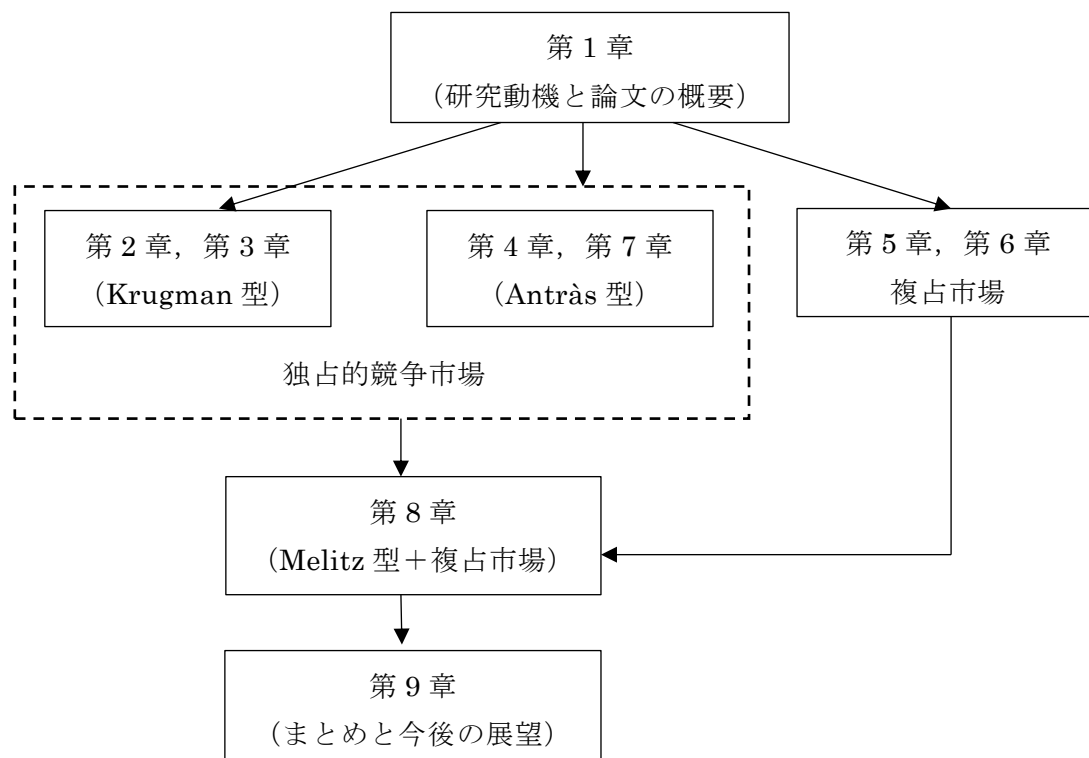 第 1 章
（研究動機と論文の概要）
第 2 章，第 3 章
（Krugman 型）
第 4 章，第 7 章
（Antràs 型）
独占的競争市場
第 5 章，第 6 章
複占市場
第 8 章
（Melitz 型＋複占市場）
第 9 章
（まとめと今後の展望）